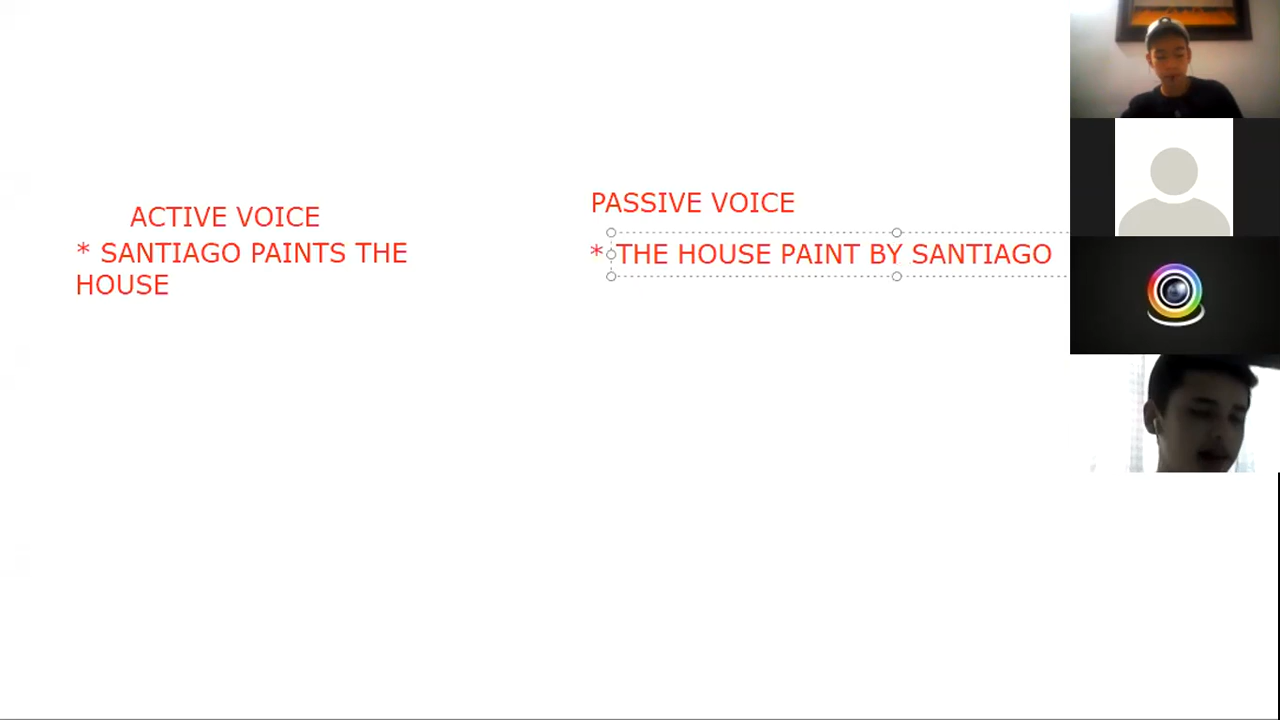 ACTIVE VOICE
* SANTIAGO PAINTS THE
HOUSE
PASSIVE VOICE
* THE HOUSE PAINT BY SANTIAGO